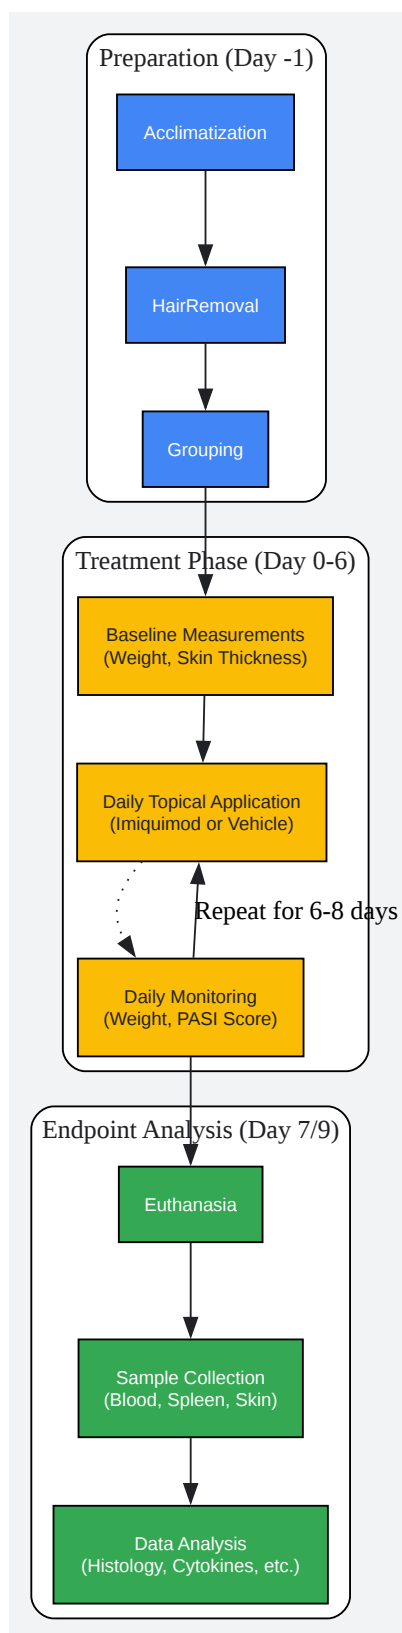 Preparation (Day -1)
Acclimatization
HairRemoval
Grouping
Treatment Phase (Day 0-6)
Baseline Measurements
(Weight, Skin Thickness)
Daily Topical Application
(Imiquimod or Vehicle)
Repeat for 6-8 days
Daily Monitoring
(Weight, PASI Score)
Endpoint Analysis (Day 7/9)
Euthanasia
Sample Collection
(Blood, Spleen, Skin)
Data Analysis
(Histology, Cytokines, etc.)